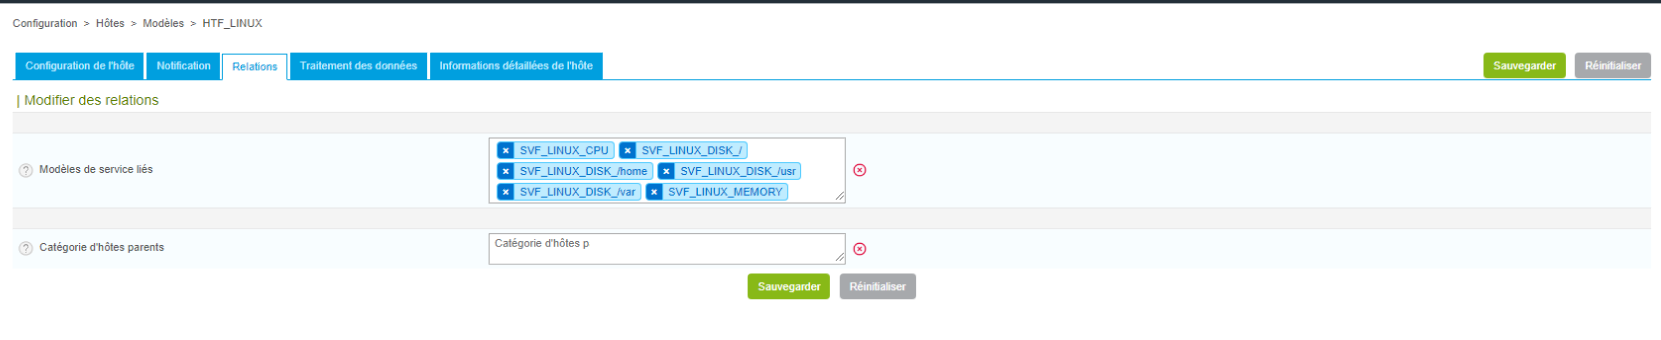 Configuration > Hôtes > Modèles > HTF_LINUX
Configuration de l'hôte Notification Relations Traitement des données Informations détaillées de l'hôte Sauvegarder Réinitialiser
| Modifier des relations
? Modèles de service liés
× SVF_LINUX_CPU × SVF_LINUX_DISK_/
× SVF_LINUX_DISK_/home × SVF_LINUX_DISK_/usr
× SVF_LINUX_DISK_/var × SVF_LINUX_MEMORY
? Catégorie d'hôtes parents Catégorie d'hôtes p
Sauvegarder Réinitialiser